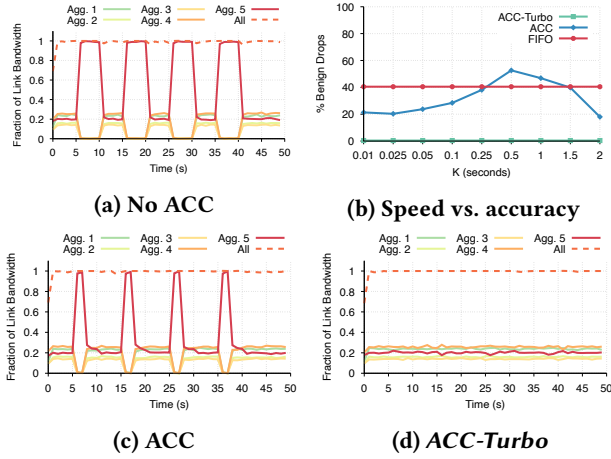 Agg. 1 Agg. 3 Agg. 5
Agg. 2 Agg. 4 All
Fraction of Link Bandwidth
1
0.8
0.6
0.4
0.2
0
0 5 10 15 20 25 30 35 40 45 50
Time (s)
(a) No ACC
ACC-Turbo
ACC
FIFO
% Benign Drops
100
80
60
40
20
0
0.01 0.025 0.05 0.1 0.25 0.5 1 1.5 2
K (seconds)
(b) Speed vs. accuracy
Agg. 1 Agg. 3 Agg. 5
Agg. 2 Agg. 4 All
Fraction of Link Bandwidth
1
0.8
0.6
0.4
0.2
0
0 5 10 15 20 25 30 35 40 45 50
Time (s)
(c) ACC
Agg. 1 Agg. 3 Agg. 5
Agg. 2 Agg. 4 All
Fraction of Link Bandwidth
1
0.8
0.6
0.4
0.2
0
0 5 10 15 20 25 30 35 40 45 50
Time (s)
(d) ACC-Turbo